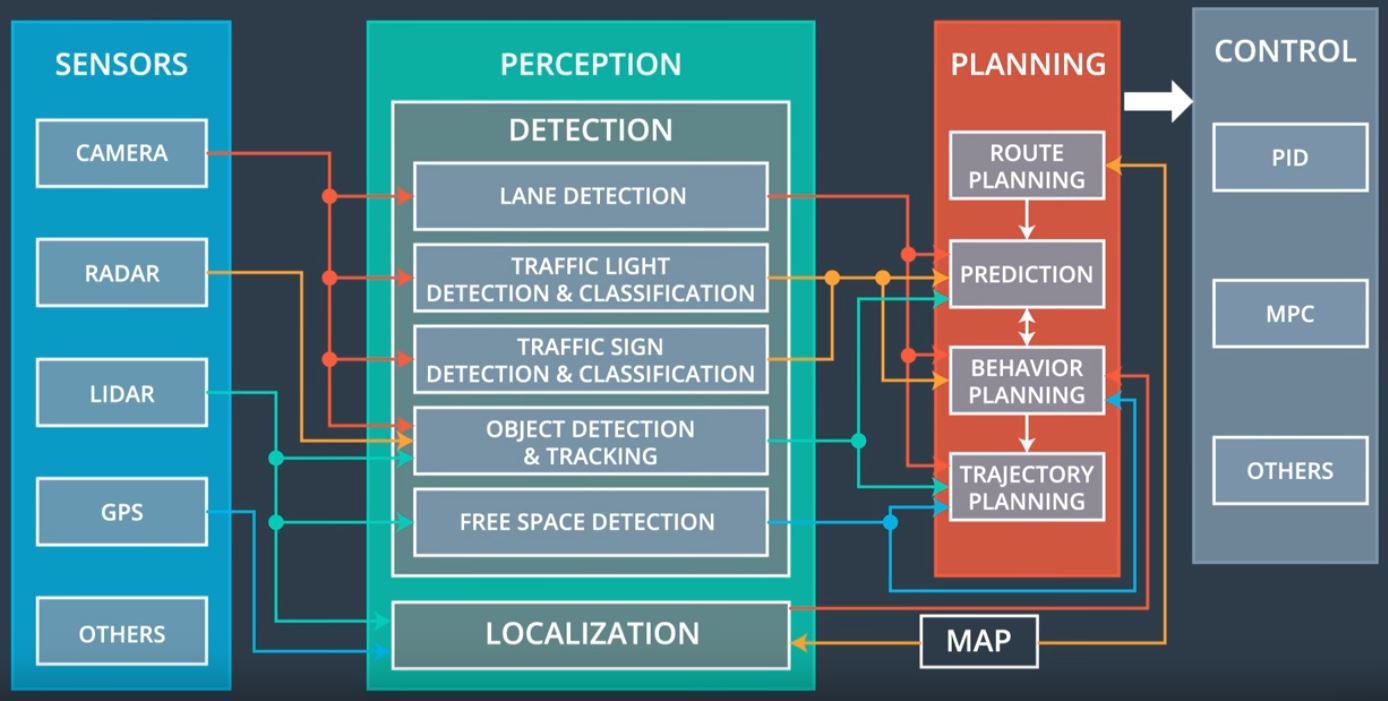 SENSORS
CAMERA
RADAR
LIDAR
GPS
OTHERS
PERCEPTION
DETECTION
LANE DETECTION
TRAFFIC LIGHT
DETECTION & CLASSIFICATION
TRAFFIC SIGN
DETECTION & CLASSIFICATION
OBJECT DETECTION
& TRACKING
FREE SPACE DETECTION
LOCALIZATION
PLANNING
ROUTE
PLANNING
PREDICTION
BEHAVIOR
PLANNING
TRAJECTORY
PLANNING
MAP
CONTROL
PID
MPC
OTHERS